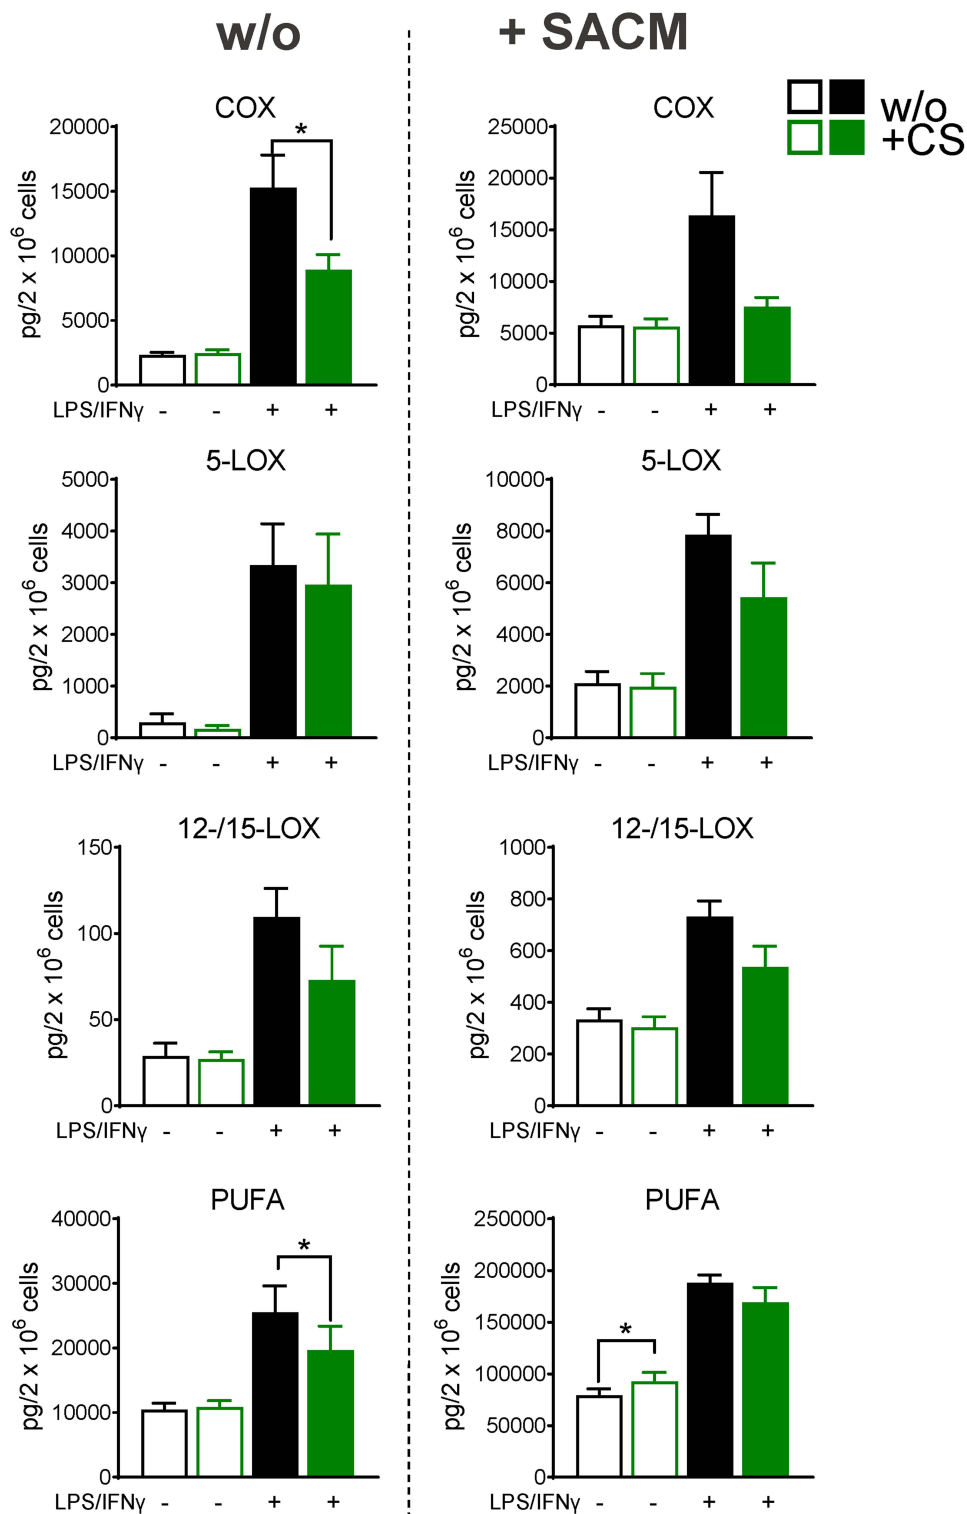 w/o
+ SACM
w/o
+CS
COX
20000
15000
10000
5000
0
pg/2 x 10⁶ cells
*
LPS/IFNγ - - + +
COX
25000
20000
15000
10000
5000
0
pg/2 x 10⁶ cells
LPS/IFNγ - - + +
5-LOX
5000
4000
3000
2000
1000
0
pg/2 x 10⁶ cells
LPS/IFNγ - - + +
5-LOX
10000
8000
6000
4000
2000
0
pg/2 x 10⁶ cells
LPS/IFNγ - - + +
12-/15-LOX
150
100
50
0
pg/2 x 10⁶ cells
LPS/IFNγ - - + +
12-/15-LOX
1000
800
600
400
200
0
pg/2 x 10⁶ cells
LPS/IFNγ - - + +
PUFA
40000
30000
20000
10000
0
pg/2 x 10⁶ cells
*
LPS/IFNγ - - + +
PUFA
250000
200000
150000
100000
50000
0
pg/2 x 10⁶ cells
*
LPS/IFNγ - - + +